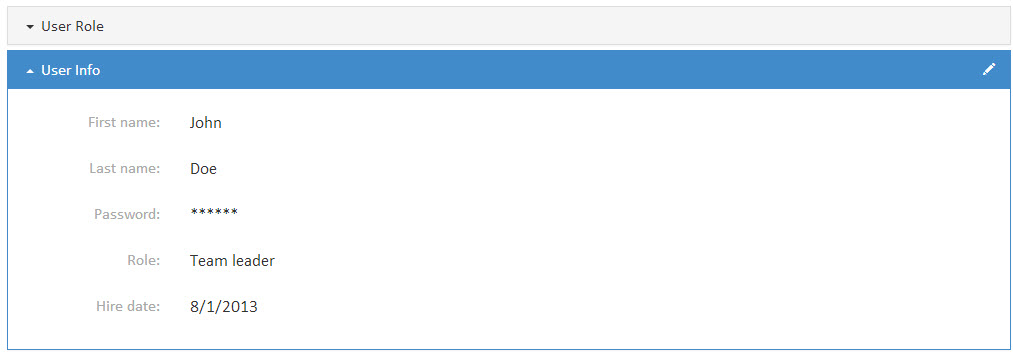 User Role
User Info
First name: John
Last name: Doe
Password: ******
Role: Team leader
Hire date: 8/1/2013